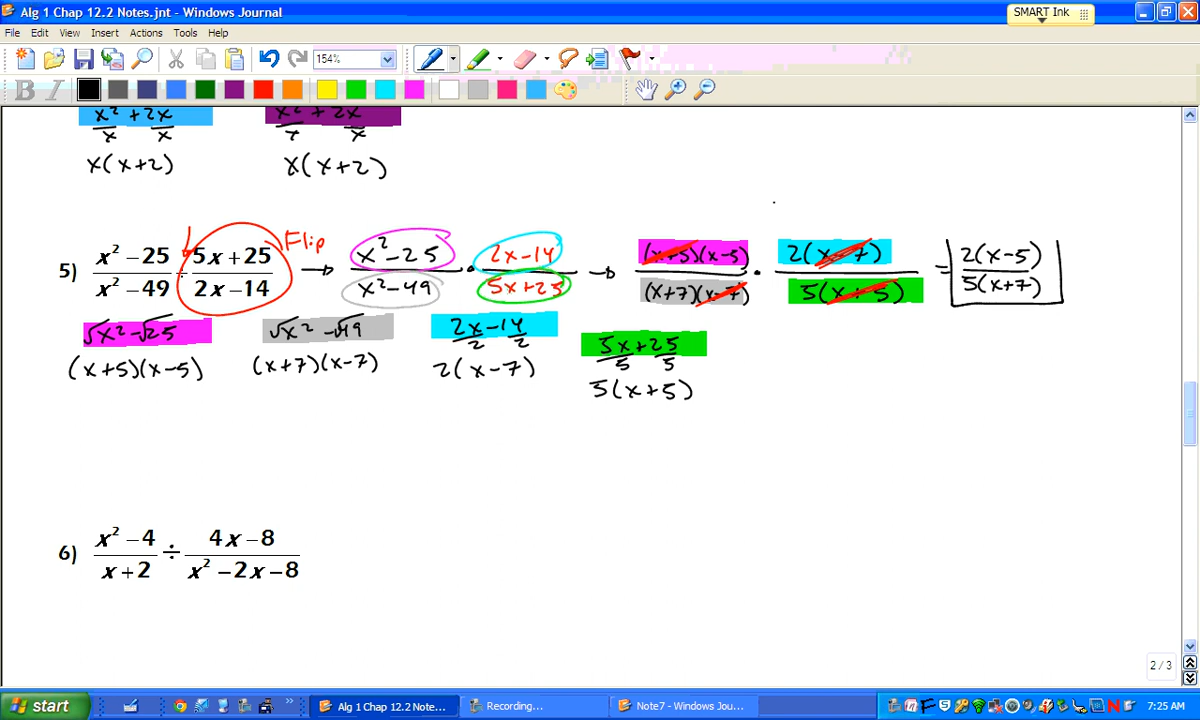 Alg 1 Chap 12.2 Notes.jnt - Windows Journal
SMART Ink
File Edit View Insert Actions Tools Help
154%
B I
x² + 2x x² + 2x
x x x x
x(x+2) x(x+2)
5) x² − 25 / x² − 49 ÷ 5x + 25 / 2x − 14 Flip → x² − 25 / x² − 49 · 2x − 14 / 5x + 25 → (x+5)(x−5) / (x+7)(x−7) · 2(x−7) / 5(x+5) = 2(x−5) / 5(x+7)
√x² − √25 √x² − √49 2x − 14 5x + 25
2 2 5 5
(x+5)(x−5) (x+7)(x−7) 2(x−7) 5(x+5)
6) x² − 4 / x + 2 ÷ 4x − 8 / x² − 2x − 8
2 / 3
start Alg 1 Chap 12.2 Note... Recording... Note7 - Windows Jou... 7:25 AM